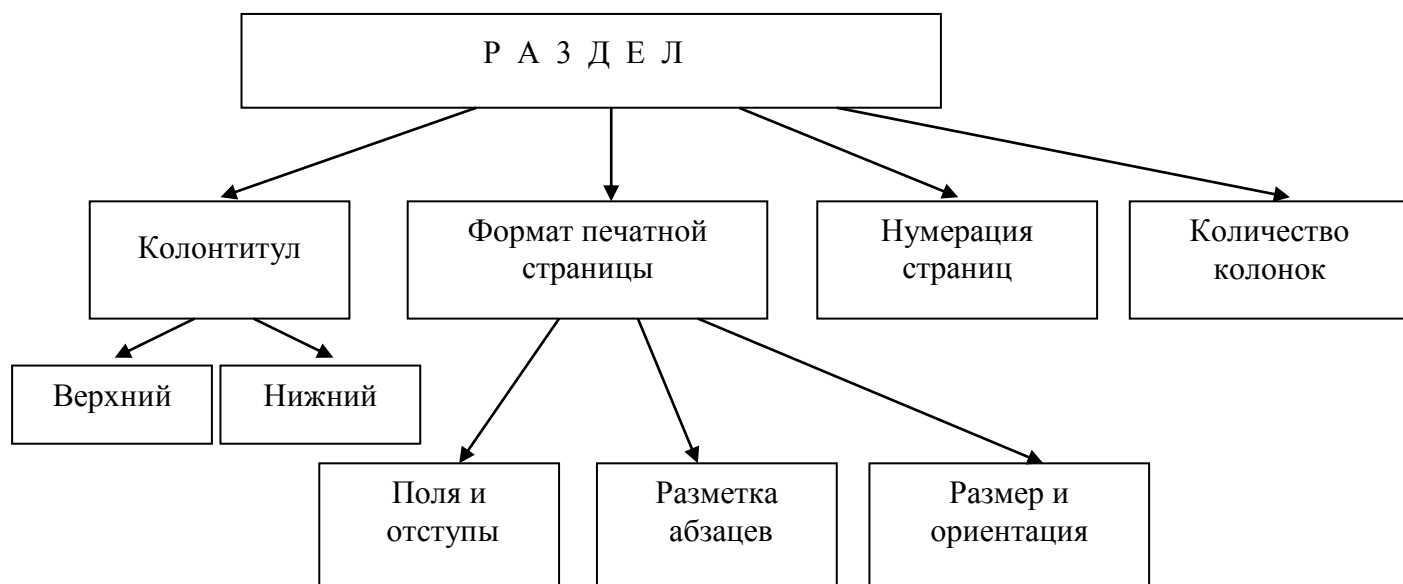 Р А З Д Е Л
Колонтитул
Формат печатной
страницы
Нумерация
страниц
Количество
колонок
Верхний
Нижний
Поля и
отступы
Разметка
абзацев
Размер и
ориентация